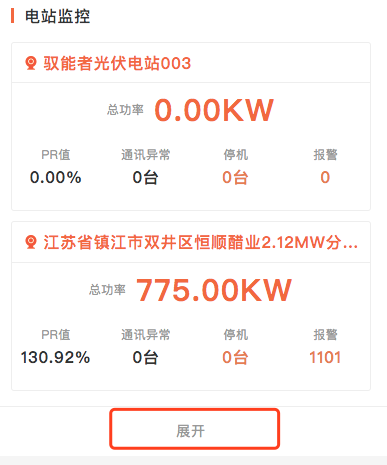 电站监控
驭能者光伏电站003
总功率 0.00KW
PR值 通讯异常 停机 报警
0.00% 0台 0台 0
江苏省镇江市双井区恒顺醋业2.12MW分...
总功率 775.00KW
PR值 通讯异常 停机 报警
130.92% 0台 0台 1101
展开